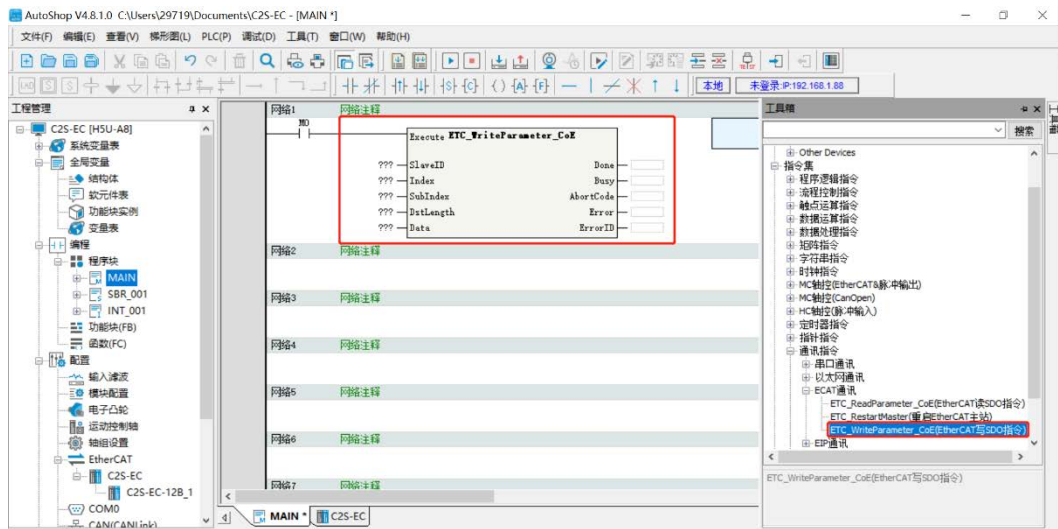 AutoShop V4.8.1.0 C:\Users\29719\Documents\C2S-EC - [MAIN *]
文件(F) 编辑(E) 查看(V) 梯形图(L) PLC(P) 调试(D) 工具(T) 窗口(W) 帮助(H)
本地 未登录:IP:192.168.1.88
工程管理
C2S-EC [H5U-A8]
系统变量表
全局变量
结构体
软元件表
功能块实例
变量表
编程
程序块
MAIN
SBR_001
INT_001
功能块(FB)
函数(FC)
配置
输入滤波
模块配置
电子凸轮
运动控制轴
轴组设置
EtherCAT
C2S-EC
C2S-EC-12B_1
COM0
CAN(CANLink)
网络1 网络注释
M0
Execute ETC_WriteParameter_CoE
??? SlaveID Done
??? Index Busy
??? SubIndex AbortCode
??? DstLength Error
??? Data ErrorID
网络2 网络注释
网络3 网络注释
网络4 网络注释
网络5 网络注释
网络6 网络注释
网络7 网络注释
MAIN * C2S-EC
工具箱
搜索
Other Devices
指令集
程序逻辑指令
流程控制指令
触点运算指令
数据运算指令
数据处理指令
矩阵指令
字符串指令
时钟指令
MC轴控(EtherCAT&脉冲输出)
MC轴控(CanOpen)
HC轴控(脉冲输入)
定时器指令
指针指令
通讯指令
串口通讯
以太网通讯
ECAT通讯
ETC_ReadParameter_CoE(EtherCAT读SDO指令)
ETC_RestartMaster(重启EtherCAT主站)
ETC_WriteParameter_CoE(EtherCAT写SDO指令)
EIP通讯
ETC_WriteParameter_CoE(EtherCAT写SDO指令)